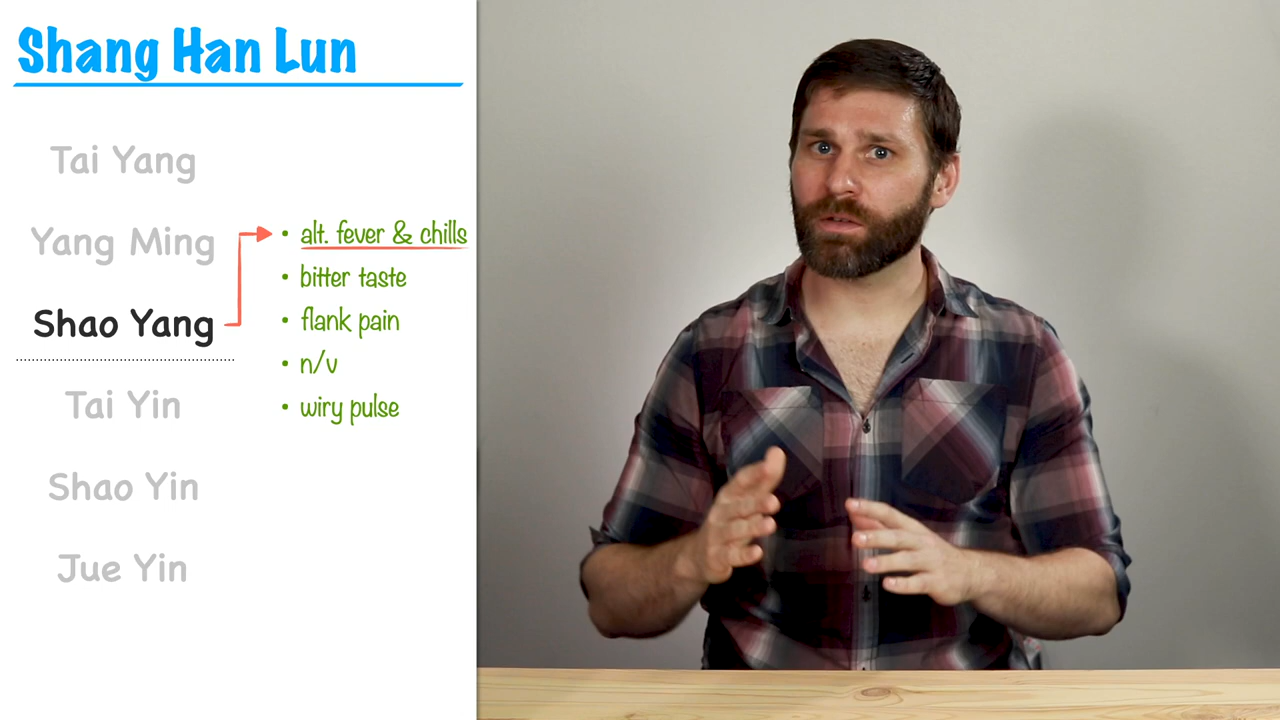 Shang Han Lun
Tai Yang
Yang Ming
Shao Yang
Tai Yin
Shao Yin
Jue Yin
• alt. fever & chills
• bitter taste
• flank pain
• n/v
• wiry pulse